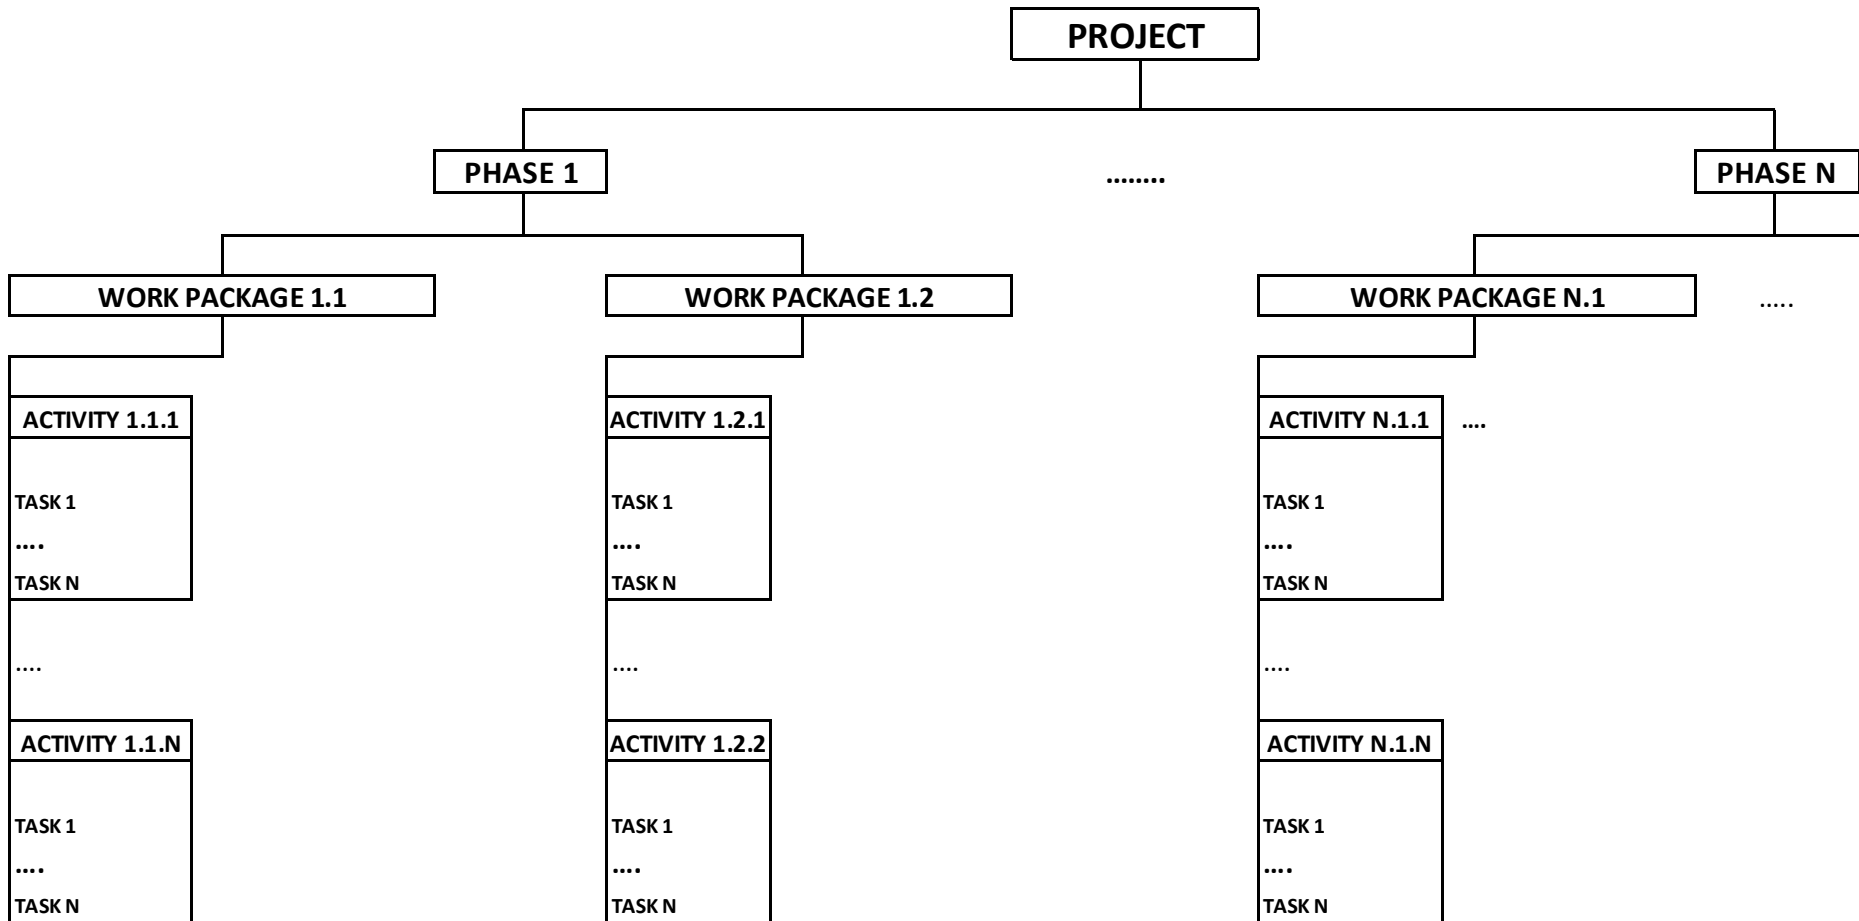 PROJECT
PHASE 1
........
PHASE N
WORK PACKAGE 1.1
WORK PACKAGE 1.2
WORK PACKAGE N.1
.....
ACTIVITY 1.1.1
TASK 1
....
TASK N
....
ACTIVITY 1.1.N
TASK 1
....
TASK N
ACTIVITY 1.2.1
TASK 1
....
TASK N
....
ACTIVITY 1.2.2
TASK 1
....
TASK N
ACTIVITY N.1.1
....
TASK 1
....
TASK N
....
ACTIVITY N.1.N
TASK 1
....
TASK N